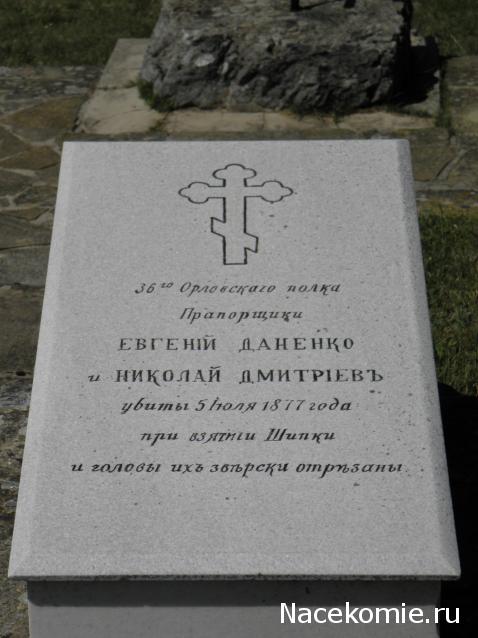 36го Орловскаго полка
Прапорщики
ЕВГЕНІЙ ДАНЕНКО
и НИКОЛАЙ ДМИТРІЕВЪ
убиты 5 Іюля 1877 года
при взятіи Шипки
и головы ихъ звѣрски отрѣзаны
Nacekomie.ru